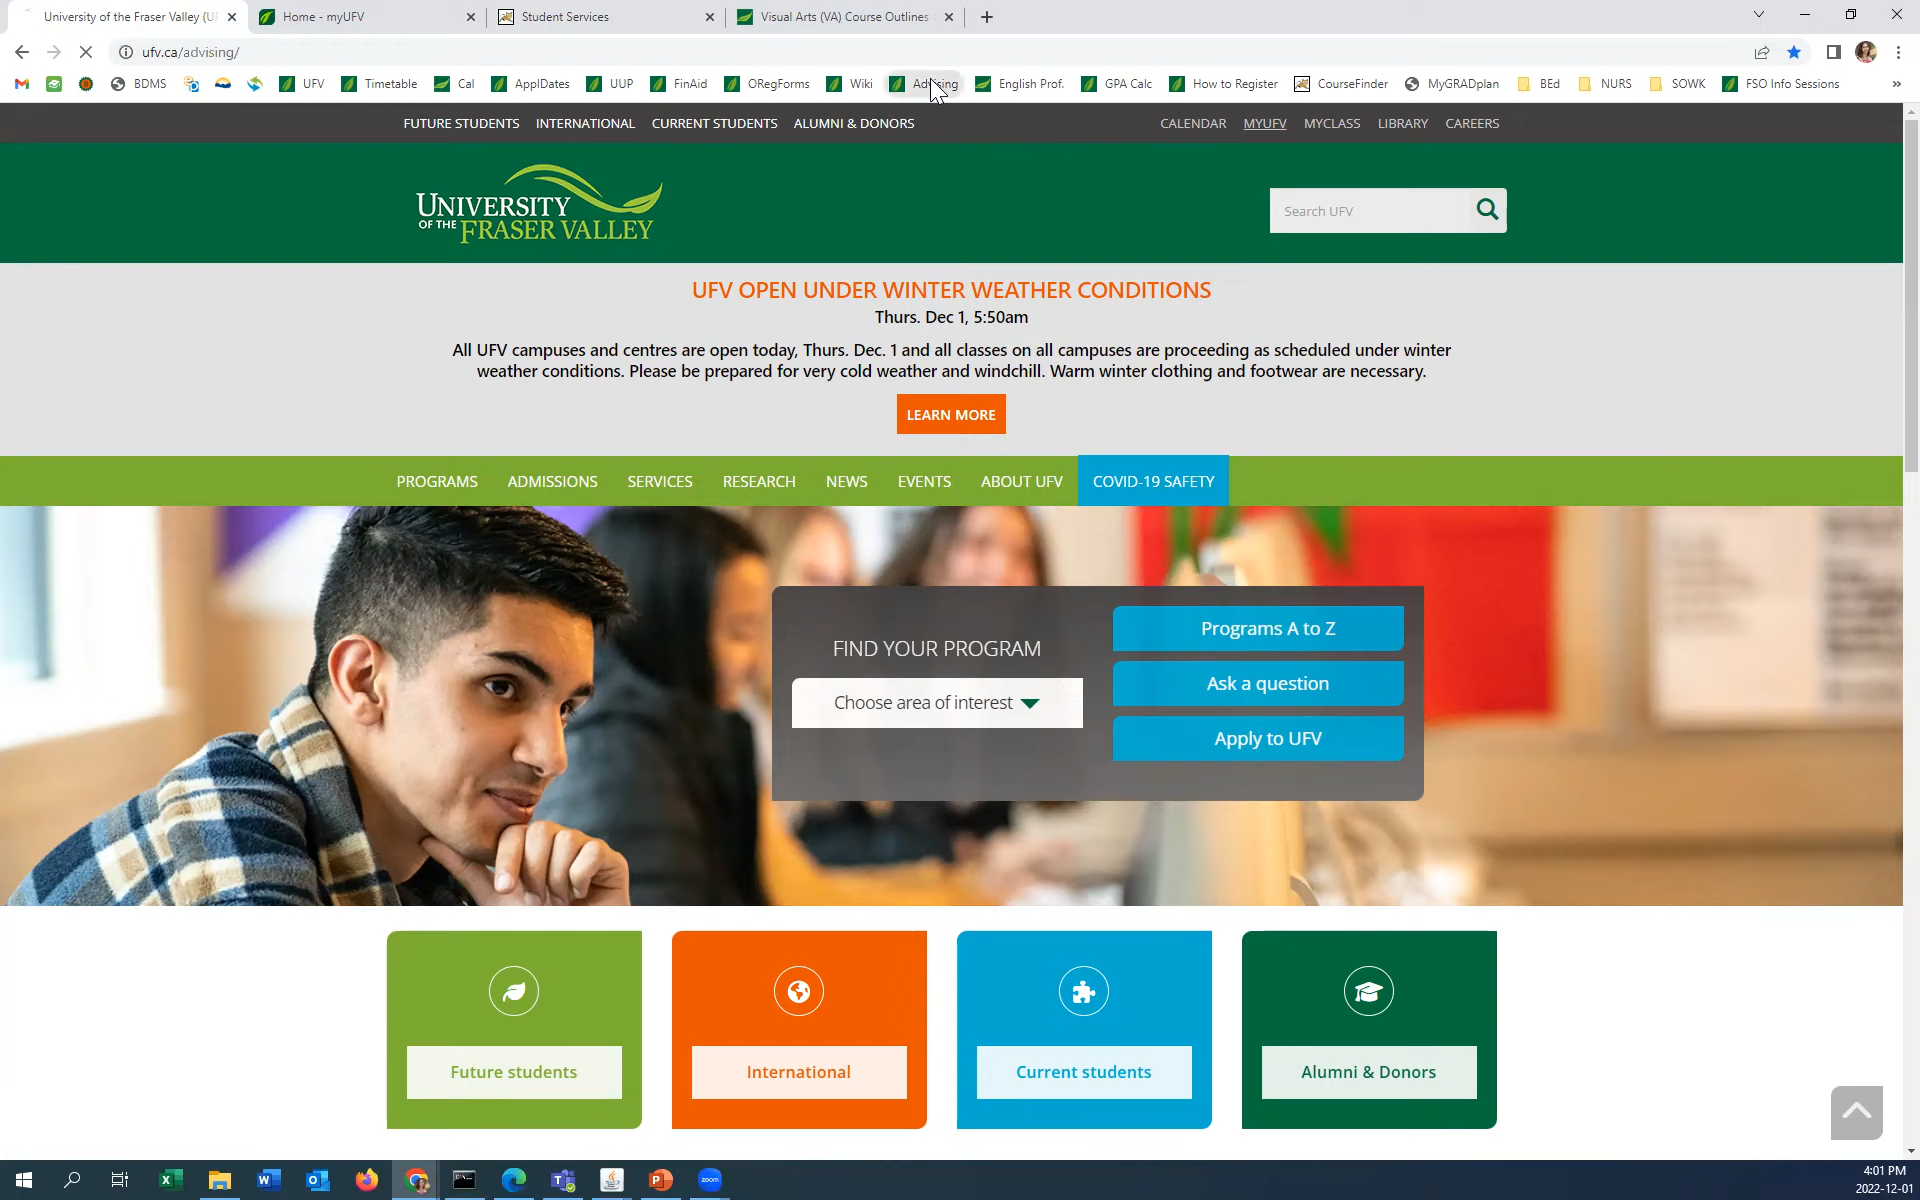 University of the Fraser Valley (UF
Home - myUFV
Student Services
Visual Arts (VA) Course Outlines
ufv.ca/advising/
BDMS
UFV
Timetable
Cal
ApplDates
UUP
FinAid
ORegForms
Wiki
Advising
English Prof.
GPA Calc
How to Register
CourseFinder
MyGRADplan
BEd
NURS
SOWK
FSO Info Sessions
»
FUTURE STUDENTS
INTERNATIONAL
CURRENT STUDENTS
ALUMNI & DONORS
CALENDAR
MYUFV
MYCLASS
LIBRARY
CAREERS
UNIVERSITY
OF THE FRASER VALLEY
Search UFV
UFV OPEN UNDER WINTER WEATHER CONDITIONS
Thurs. Dec 1, 5:50am
All UFV campuses and centres are open today, Thurs. Dec. 1 and all classes on all campuses are proceeding as scheduled under winter
weather conditions. Please be prepared for very cold weather and windchill. Warm winter clothing and footwear are necessary.
LEARN MORE
PROGRAMS
ADMISSIONS
SERVICES
RESEARCH
NEWS
EVENTS
ABOUT UFV
COVID-19 SAFETY
FIND YOUR PROGRAM
Choose area of interest
Programs A to Z
Ask a question
Apply to UFV
Future students
International
Current students
Alumni & Donors
4:01 PM
2022-12-01